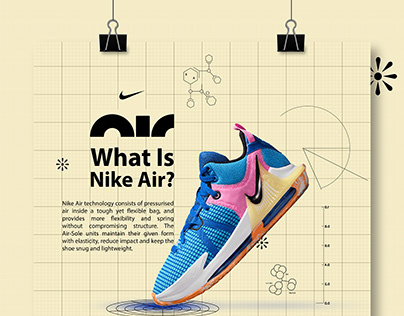 air
What Is
Nike Air?
Nike Air technology consists of pressurised
air inside a tough yet flexible bag, and
provides more flexibility and spring
without compromising structure. The
Air-Sole units maintain their given form
with elasticity, reduce impact and keep the
shoe snug and lightweight.